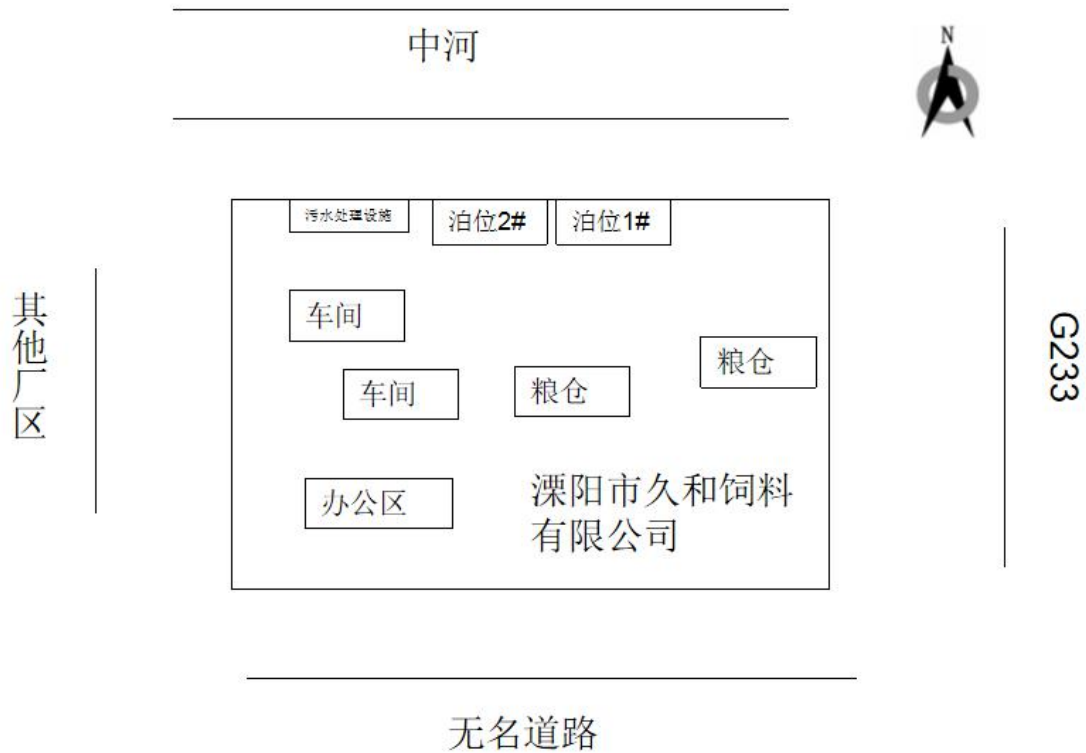 中河
N
污水处理设施
泊位2#
泊位1#
车间
粮仓
车间
粮仓
其他厂区
G233
办公区
溧阳市久和饲料
有限公司
无名道路